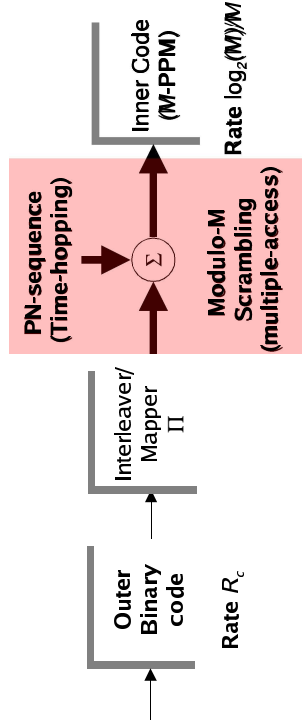 Outer
Binary
code
Rate R_c
Interleaver/
Mapper
Π
PN-sequence
(Time-hopping)
Σ
Modulo-M
Scrambling
(multiple-access)
Inner Code
(M-PPM)
Rate log₂(M)/M